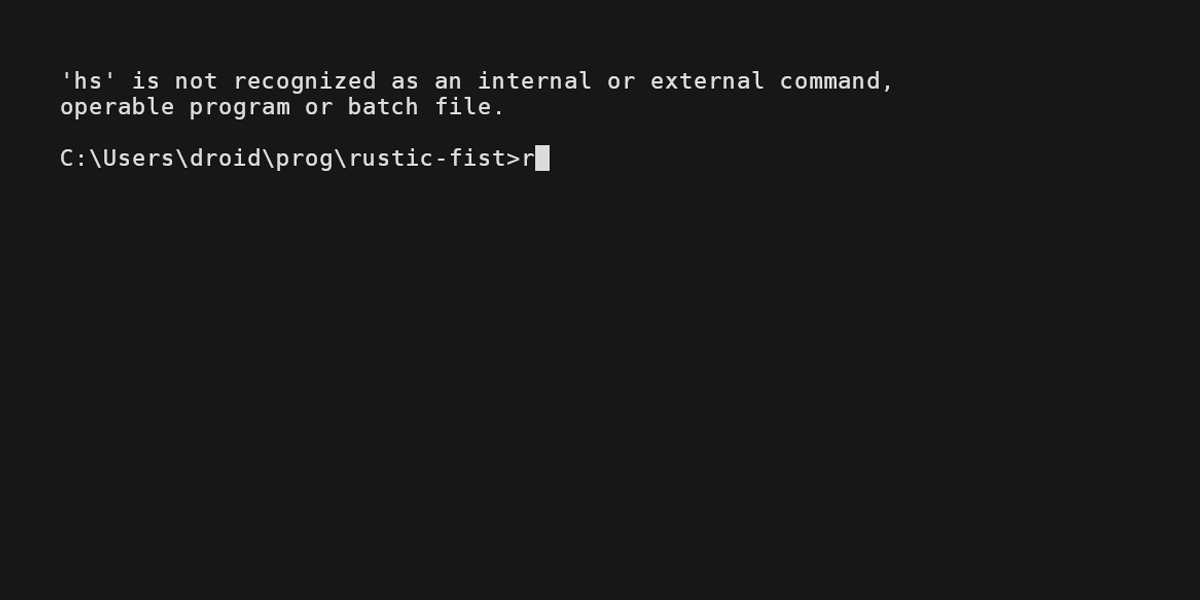 'hs' is not recognized as an internal or external command,
operable program or batch file.
C:\Users\droid\prog\rustic-fist>r